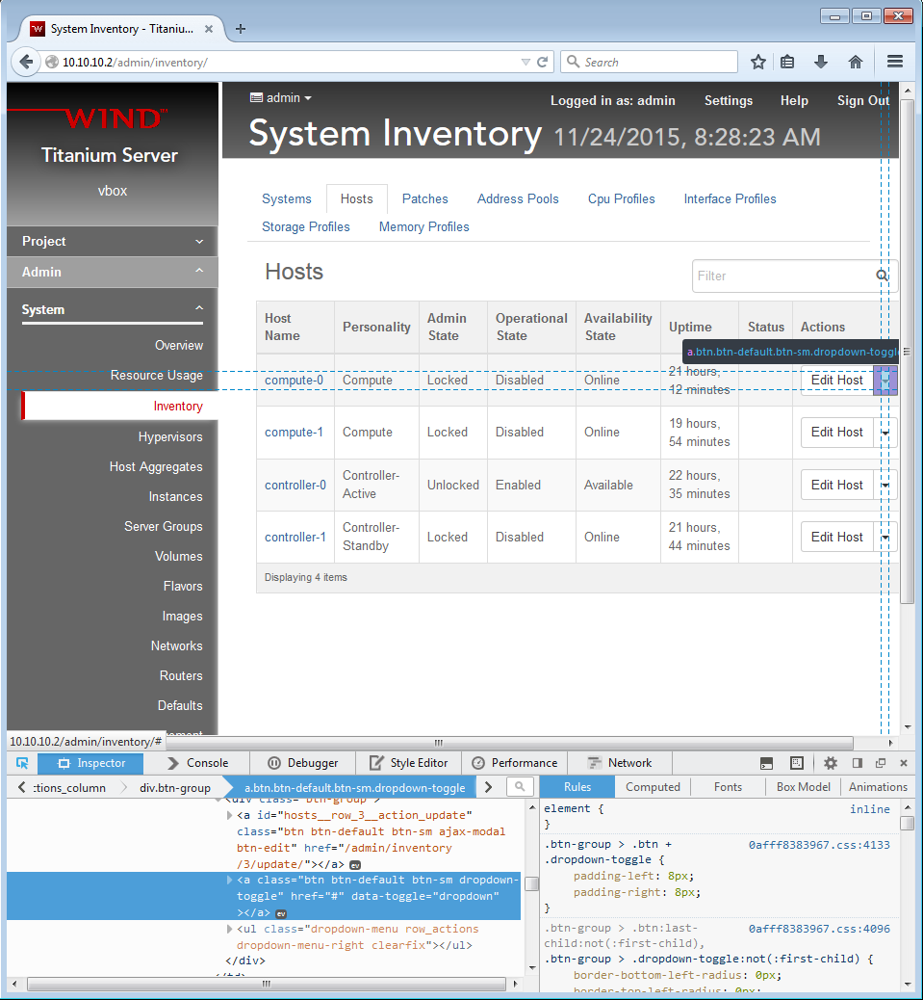 System Inventory - Titaniu...
10.10.10.2/admin/inventory/
Search
WIND™
Titanium Server
vbox
Project
Admin
System
Overview
Resource Usage
Inventory
Hypervisors
Host Aggregates
Instances
Server Groups
Volumes
Flavors
Images
Networks
Routers
Defaults
10.10.10.2/admin/inventory/#
admin
Logged in as: admin Settings Help Sign Out
System Inventory 11/24/2015, 8:28:23 AM
Systems Hosts Patches Address Pools Cpu Profiles Interface Profiles
Storage Profiles Memory Profiles
Hosts
Filter
Host Name Personality Admin State Operational State Availability State Uptime Status Actions
a.btn.btn-default.btn-sm.dropdown-toggle
compute-0 Compute Locked Disabled Online 21 hours, 12 minutes Edit Host
compute-1 Compute Locked Disabled Online 19 hours, 54 minutes Edit Host
controller-0 Controller-Active Unlocked Enabled Available 22 hours, 35 minutes Edit Host
controller-1 Controller-Standby Locked Disabled Online 21 hours, 44 minutes Edit Host
Displaying 4 items
Inspector Console Debugger Style Editor Performance Network
:tions_column div.btn-group a.btn.btn-default.btn-sm.dropdown-toggle
<div class="btn-group">
<a id="hosts__row_3__action_update"
class="btn btn-default btn-sm ajax-modal
btn-edit" href="/admin/inventory
/3/update/"></a> ev
<a class="btn btn-default btn-sm dropdown-
toggle" href="#" data-toggle="dropdown"
></a> ev
<ul class="dropdown-menu row_actions
dropdown-menu-right clearfix"></ul>
</div>
</td>
Rules Computed Fonts Box Model Animations
element { inline
}
.btn-group > .btn + 0afff8383967.css:4133
.dropdown-toggle {
padding-left: 8px;
padding-right: 8px;
}
.btn-group > .btn:last- 0afff8383967.css:4096
child:not(:first-child),
.btn-group > .dropdown-toggle:not(:first-child) {
border-bottom-left-radius: 0px;
border-top-left-radius: 0px;